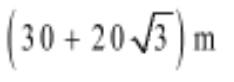 (30 + 20√3) m